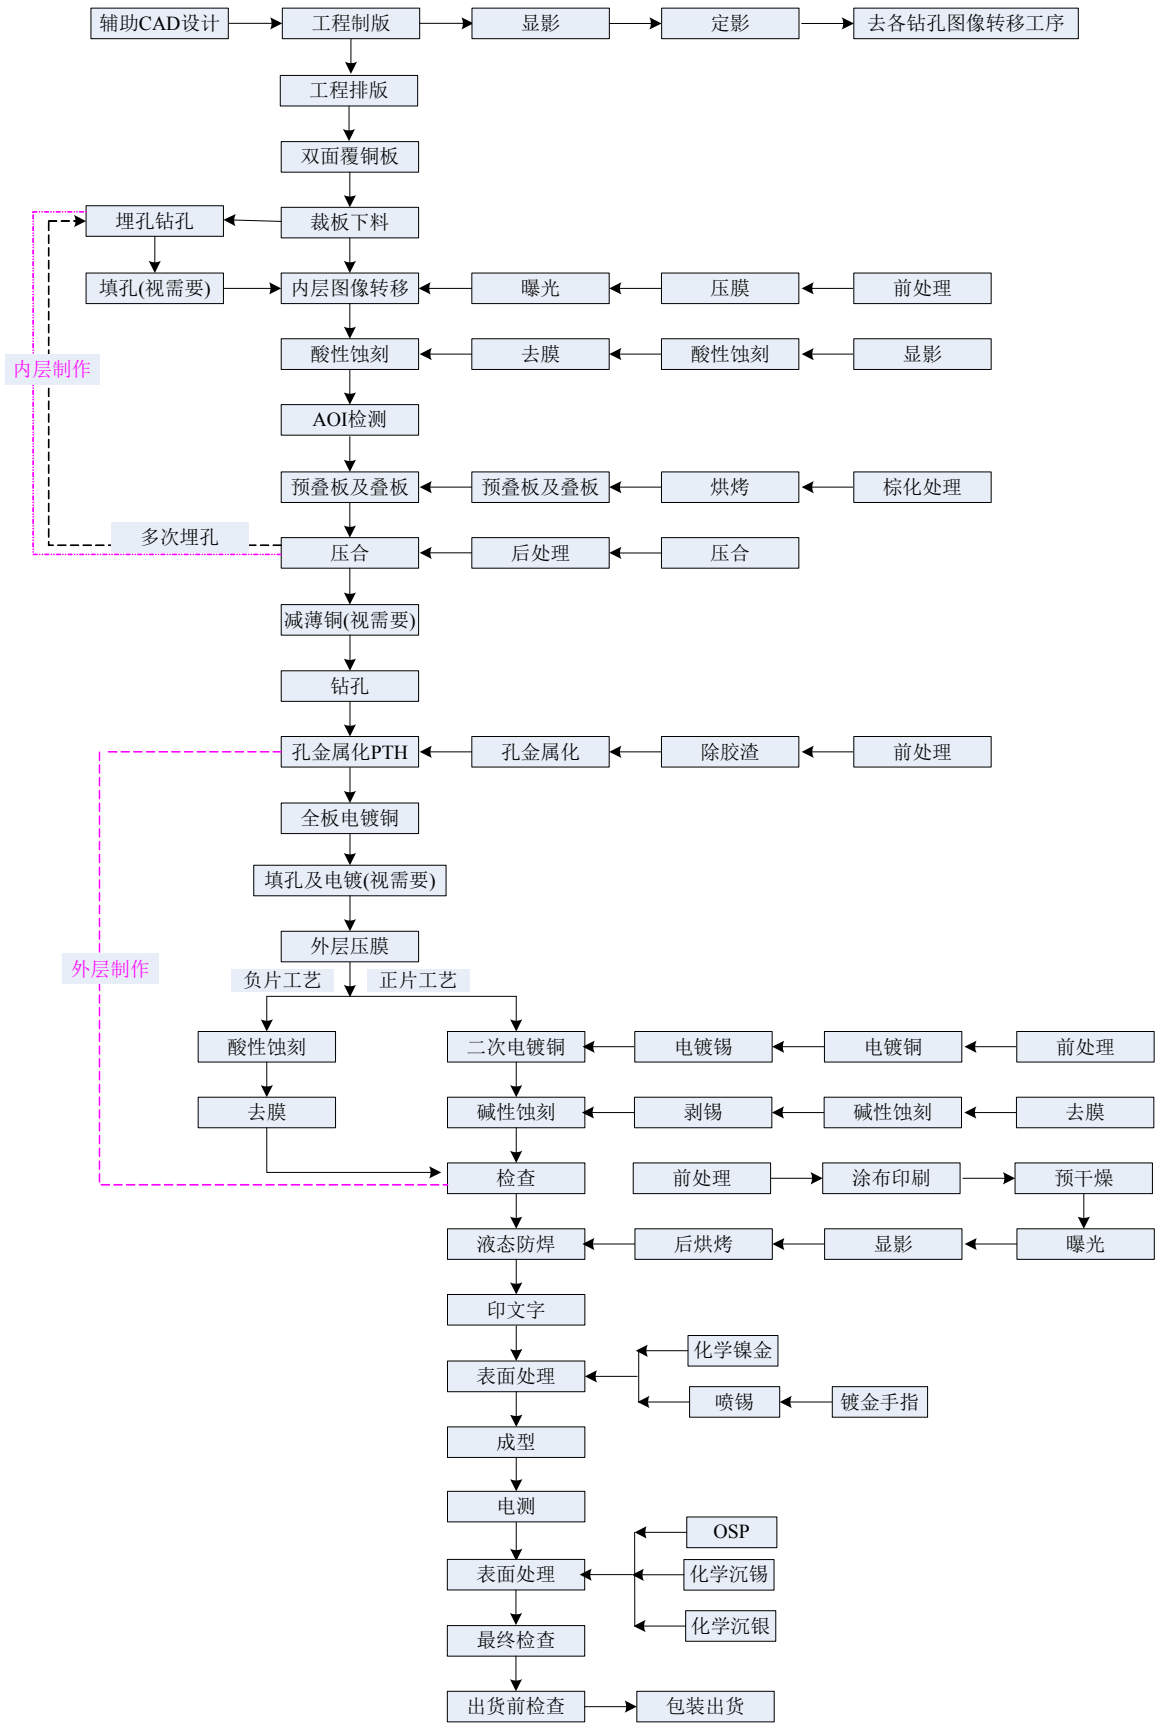 辅助CAD设计
工程制版
显影
定影
去各钻孔图像转移工序
工程排版
双面覆铜板
埋孔钻孔
裁板下料
填孔(视需要)
内层图像转移
曝光
压膜
前处理
内层制作
酸性蚀刻
去膜
酸性蚀刻
显影
AOI检测
预叠板及叠板
预叠板及叠板
烘烤
棕化处理
多次埋孔
压合
后处理
压合
减薄铜(视需要)
钻孔
孔金属化PTH
孔金属化
除胶渣
前处理
全板电镀铜
填孔及电镀(视需要)
外层压膜
外层制作
负片工艺
正片工艺
酸性蚀刻
二次电镀铜
电镀锡
电镀铜
前处理
去膜
碱性蚀刻
剥锡
碱性蚀刻
去膜
检查
前处理
涂布印刷
预干燥
液态防焊
后烘烤
显影
曝光
印文字
化学镍金
表面处理
喷锡
镀金手指
成型
电测
OSP
表面处理
化学沉锡
化学沉银
最终检查
出货前检查
包装出货